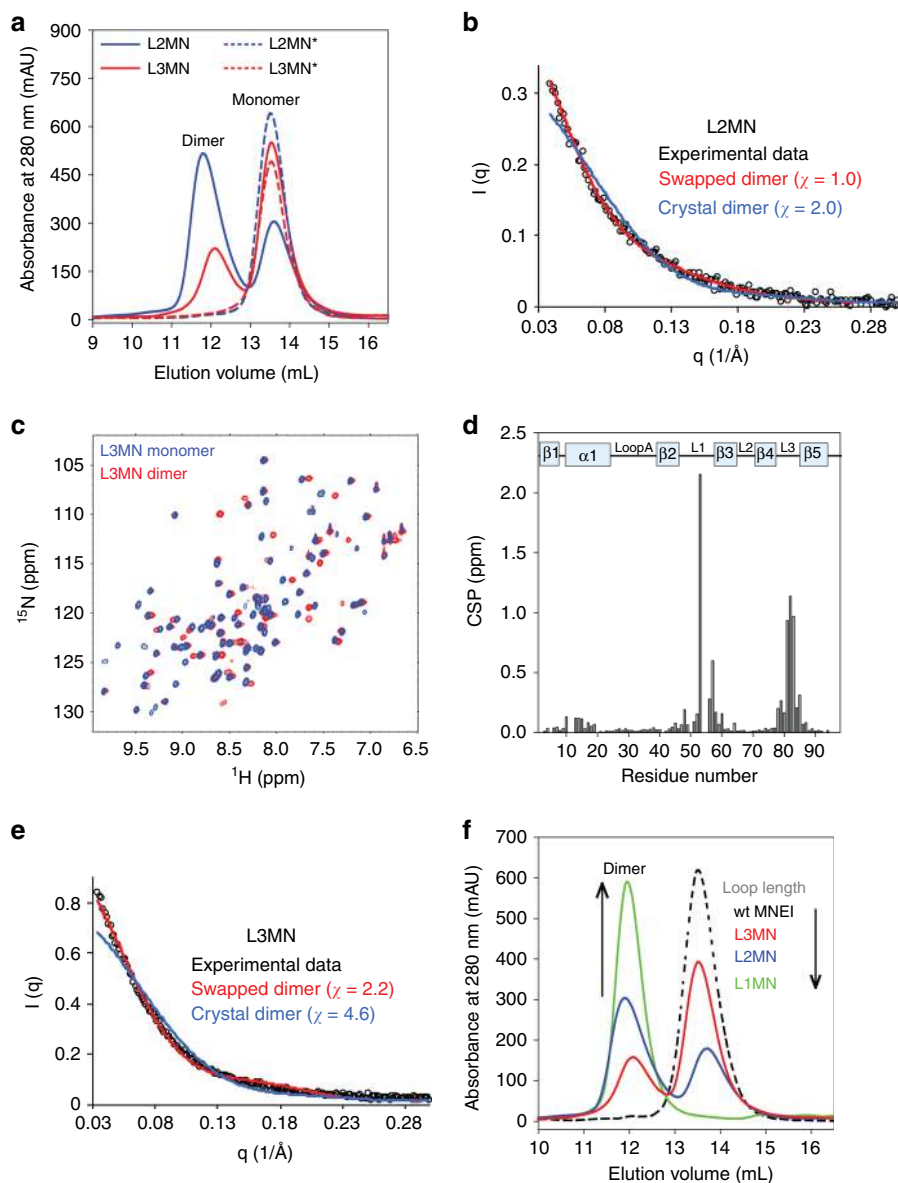 a
900
750
600
450
300
150
0
Absorbance at 280 nm (mAU)
L2MN
L3MN
L2MN*
L3MN*
Dimer
Monomer
9 10 11 12 13 14 15 16
Elution volume (mL)
b
0.3
0.2
0.1
0
I (q)
L2MN
Experimental data
Swapped dimer (χ = 1.0)
Crystal dimer (χ = 2.0)
0.03 0.08 0.13 0.18 0.23 0.30
q (1/Å)
c
L3MN monomer
L3MN dimer
105
110
115
120
125
130
15N (ppm)
9.5 9.0 8.5 8.0 7.5 7.0 6.5
1H (ppm)
d
2.5
2.0
1.5
1.0
0.5
0.0
CSP (ppm)
β1 α1 LoopA β2 L1 β3 L2 β4 L3 β5
10 20 30 40 50 60 70 80 90
Residue number
e
0.8
0.6
0.4
0.2
0
I (q)
L3MN
Experimental data
Swapped dimer (χ = 2.2)
Crystal dimer (χ = 4.6)
0.03 0.08 0.13 0.18 0.23 0.28
q (1/Å)
f
700
600
500
400
300
200
100
0
Absorbance at 280 nm (mAU)
Dimer
Loop length
wt MNEI
L3MN
L2MN
L1MN
10 11 12 13 14 15 16
Elution volume (mL)